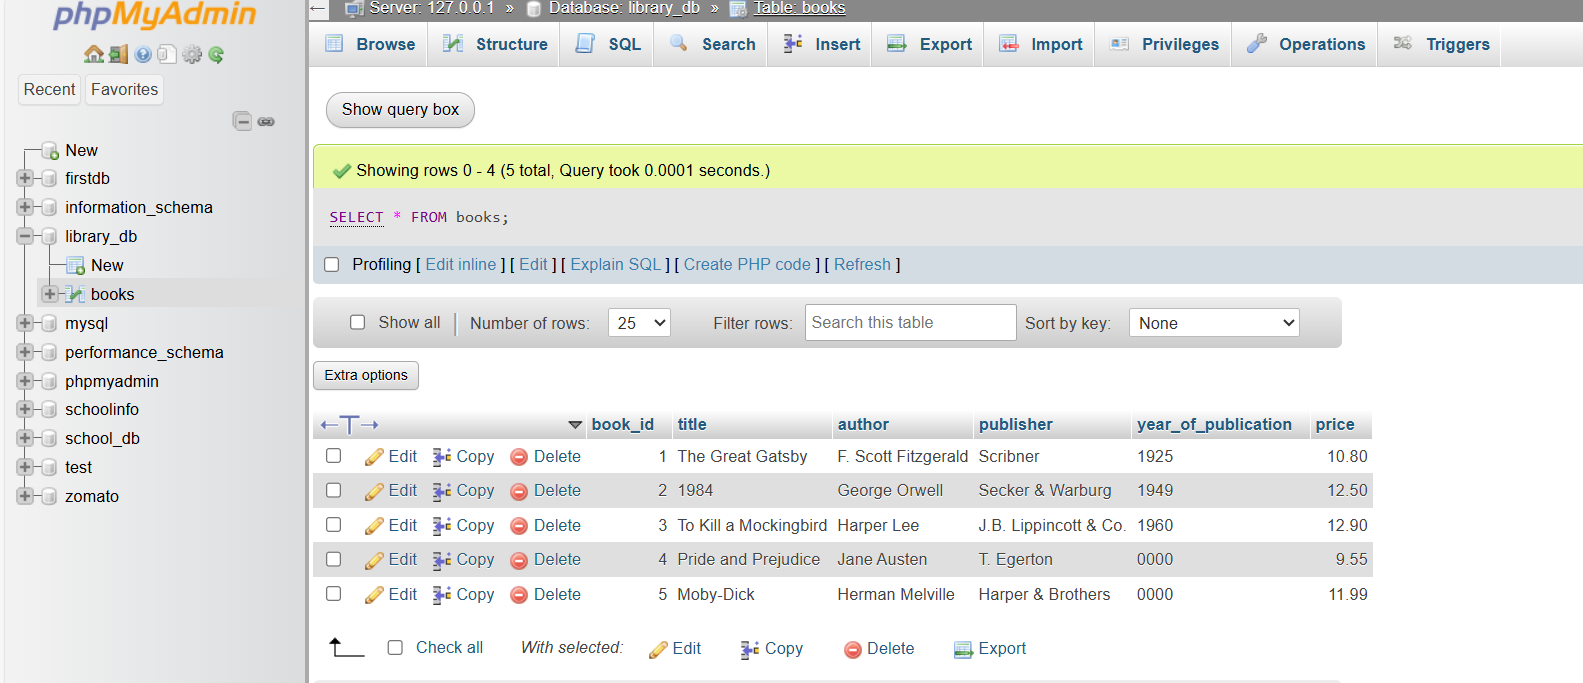 phpMyAdmin
Recent Favorites
New
firstdb
information_schema
library_db
New
books
mysql
performance_schema
phpmyadmin
schoolinfo
school_db
test
zomato
Server: 127.0.0.1 » Database: library_db » Table: books
Browse Structure SQL Search Insert Export Import Privileges Operations Triggers
Show query box
Showing rows 0 - 4 (5 total, Query took 0.0001 seconds.)
SELECT * FROM books;
Profiling [ Edit inline ] [ Edit ] [ Explain SQL ] [ Create PHP code ] [ Refresh ]
Show all Number of rows: 25 Filter rows: Search this table Sort by key: None
Extra options
book_id title author publisher year_of_publication price
Edit Copy Delete 1 The Great Gatsby F. Scott Fitzgerald Scribner 1925 10.80
Edit Copy Delete 2 1984 George Orwell Secker & Warburg 1949 12.50
Edit Copy Delete 3 To Kill a Mockingbird Harper Lee J.B. Lippincott & Co. 1960 12.90
Edit Copy Delete 4 Pride and Prejudice Jane Austen T. Egerton 0000 9.55
Edit Copy Delete 5 Moby-Dick Herman Melville Harper & Brothers 0000 11.99
Check all With selected: Edit Copy Delete Export